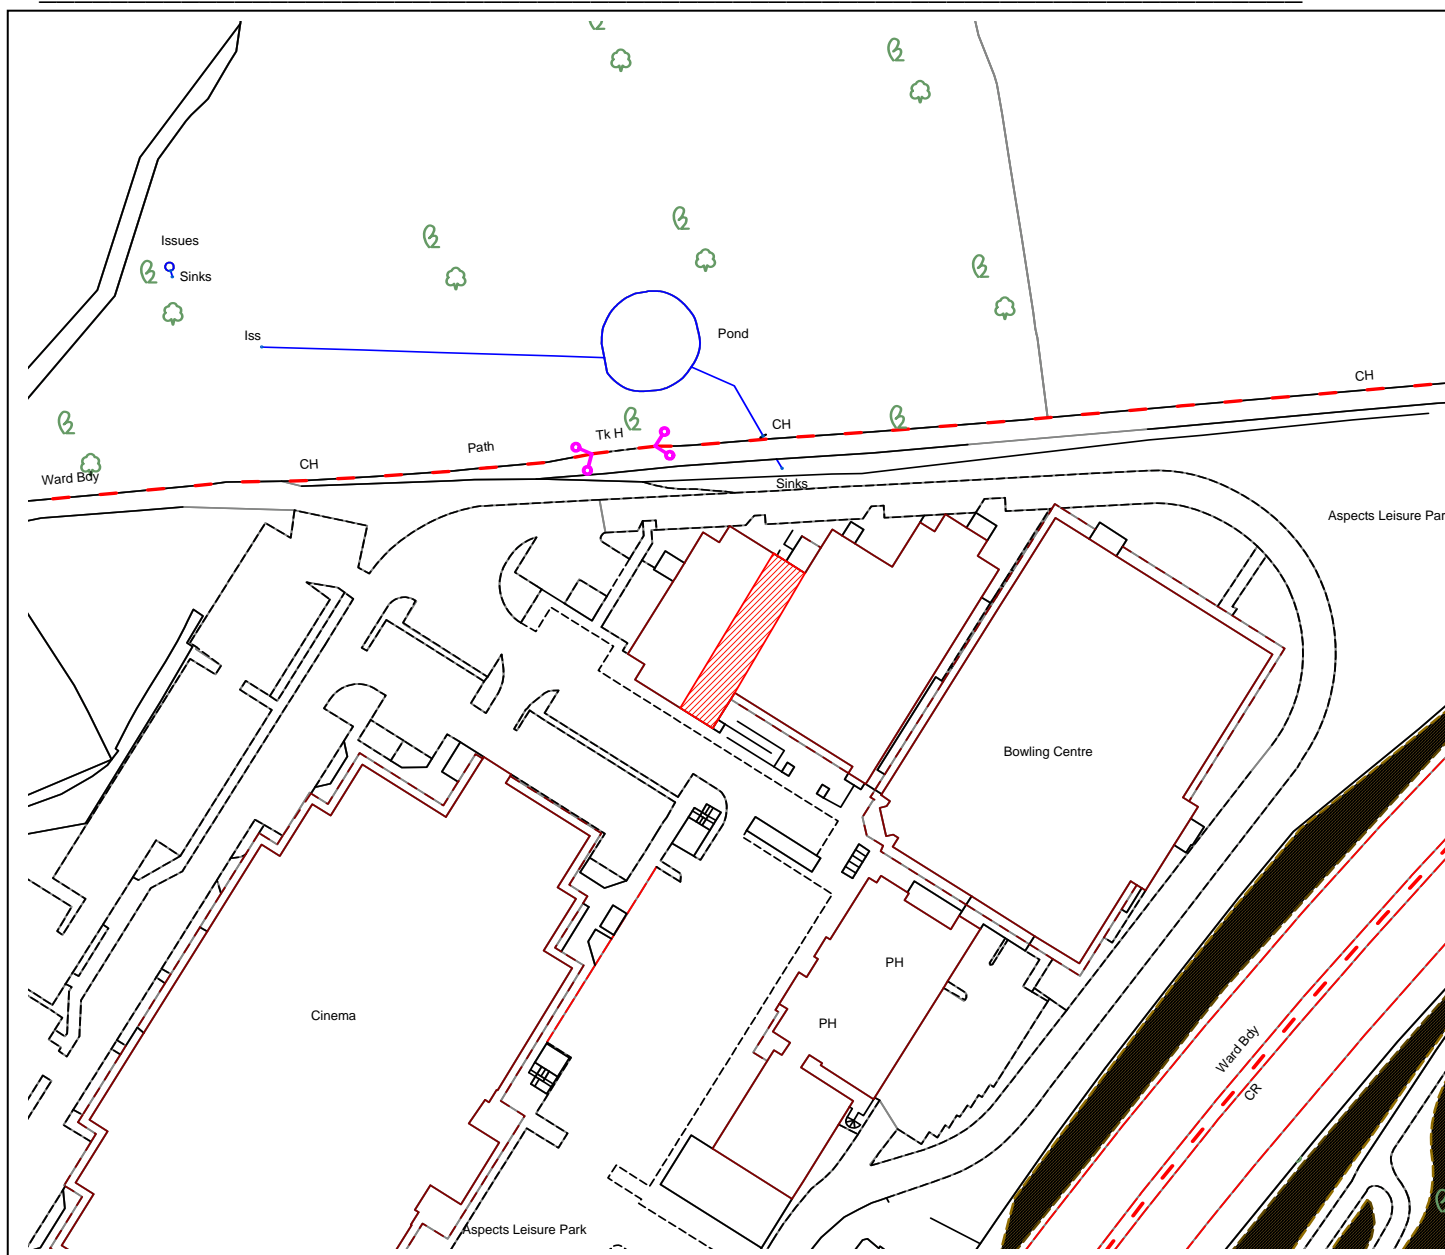 Issues
Sinks
Iss
Pond
CH
CH
Tk H
Path
CH
Ward Bdy
Sinks
Aspects Leisure Par
Bowling Centre
PH
Cinema
PH
Ward Bdy
CR
Aspects Leisure Park